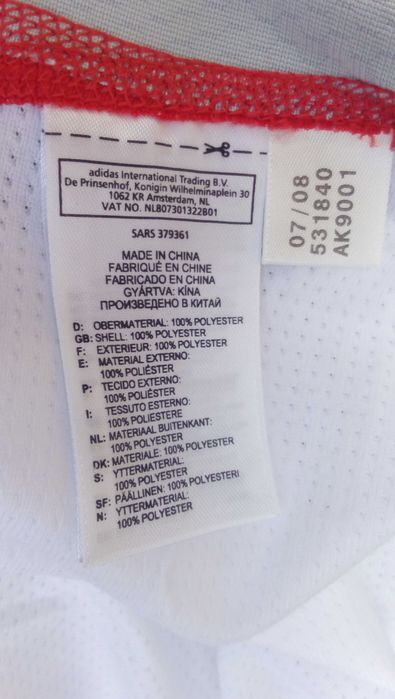 adidas International Trading B.V.
De Prinsenhof, Konigin Wilhelminaplein 30
1062 KR Amsterdam, NL
VAT NO. NL807301322B01
SARS 379361
MADE IN CHINA
FABRIQUÉ EN CHINE
FABRICADO EN CHINA
GYÁRTVA: KÍNA
ПРОИЗВЕДЕНО В КИТАЙ
D: OBERMATERIAL: 100% POLYESTER
GB: SHELL: 100% POLYESTER
F: EXTERIEUR: 100% POLYESTER
E: MATERIAL EXTERNO:
100% POLIÉSTER
P: TECIDO EXTERNO:
100% POLIÉSTER
I: TESSUTO ESTERNO:
100% POLIESTERE
NL: MATERIAAL BUITENKANT:
100% POLYESTER
DK: MATERIALE: 100% POLYESTER
S: YTTERMATERIAL:
100% POLYESTER
SF: PÄÄLLINEN: 100% POLYESTERI
N: YTTERMATERIAL:
100% POLYESTER
07/08
531840
AK9001